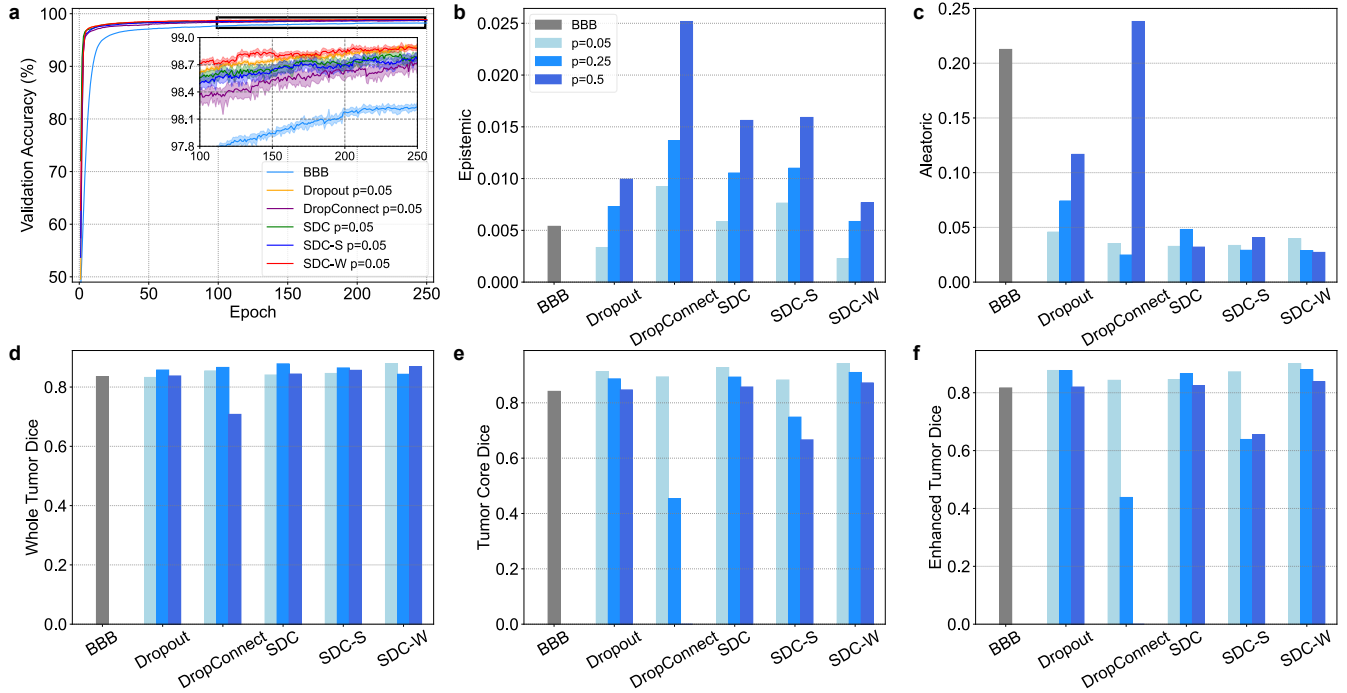 a
Validation Accuracy (%)
100
90
80
70
60
50
99.0
98.7
98.4
98.1
97.8
100
150
200
250
BBB
Dropout p=0.05
DropConnect p=0.05
SDC p=0.05
SDC-S p=0.05
SDC-W p=0.05
0
50
100
150
200
250
Epoch
b
Epistemic
0.025
0.020
0.015
0.010
0.005
0.000
BBB
p=0.05
p=0.25
p=0.5
BBB
Dropout
DropConnect
SDC
SDC-S
SDC-W
c
Aleatoric
0.25
0.20
0.15
0.10
0.05
0.00
BBB
Dropout
DropConnect
SDC
SDC-S
SDC-W
d
Whole Tumor Dice
0.8
0.6
0.4
0.2
0.0
BBB
Dropout
DropConnect
SDC
SDC-S
SDC-W
e
Tumor Core Dice
0.8
0.6
0.4
0.2
0.0
BBB
Dropout
DropConnect
SDC
SDC-S
SDC-W
f
Enhanced Tumor Dice
0.8
0.6
0.4
0.2
0.0
BBB
Dropout
DropConnect
SDC
SDC-S
SDC-W